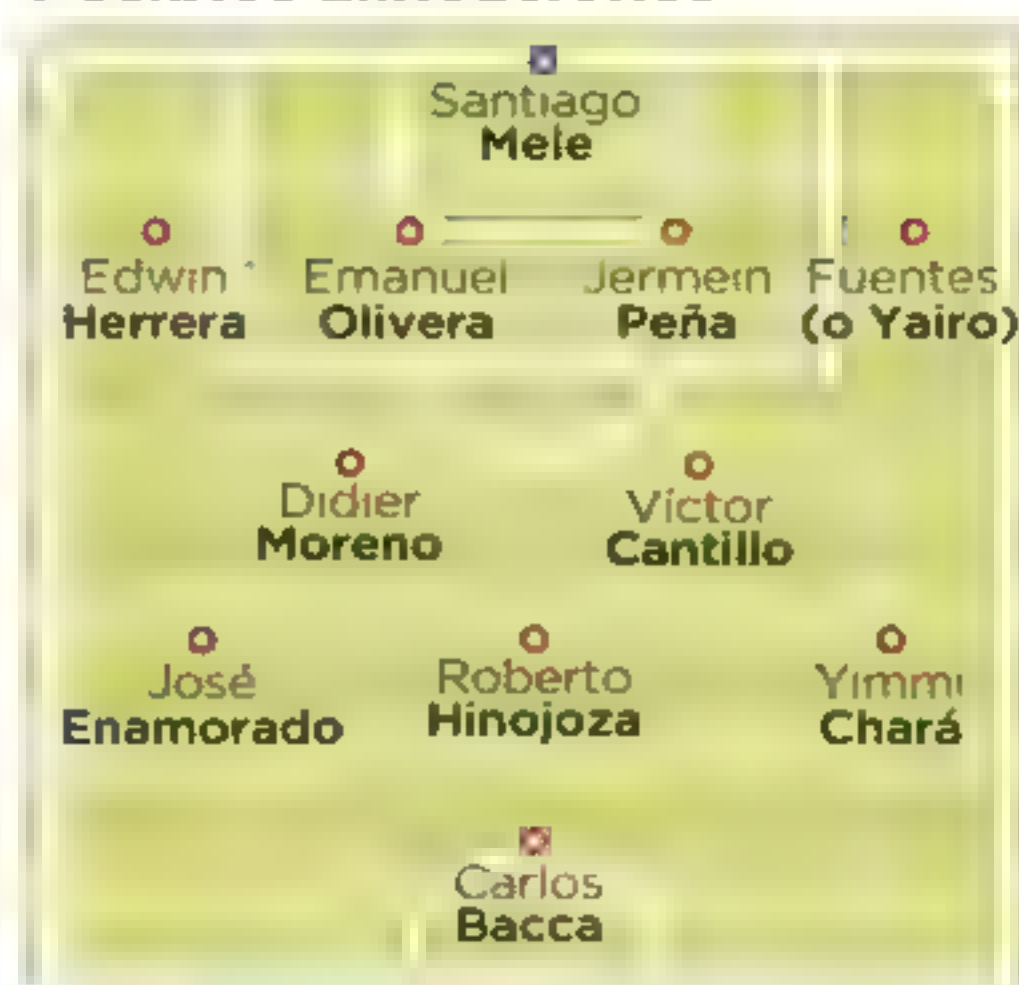 Santiago
Mele
Edwin Emanuel Jermein Fuentes
Herrera Olivera Peña (o Yairo)
Didier Víctor
Moreno Cantillo
José Roberto Yimmi
Enamorado Hinojoza Chará
Carlos
Bacca